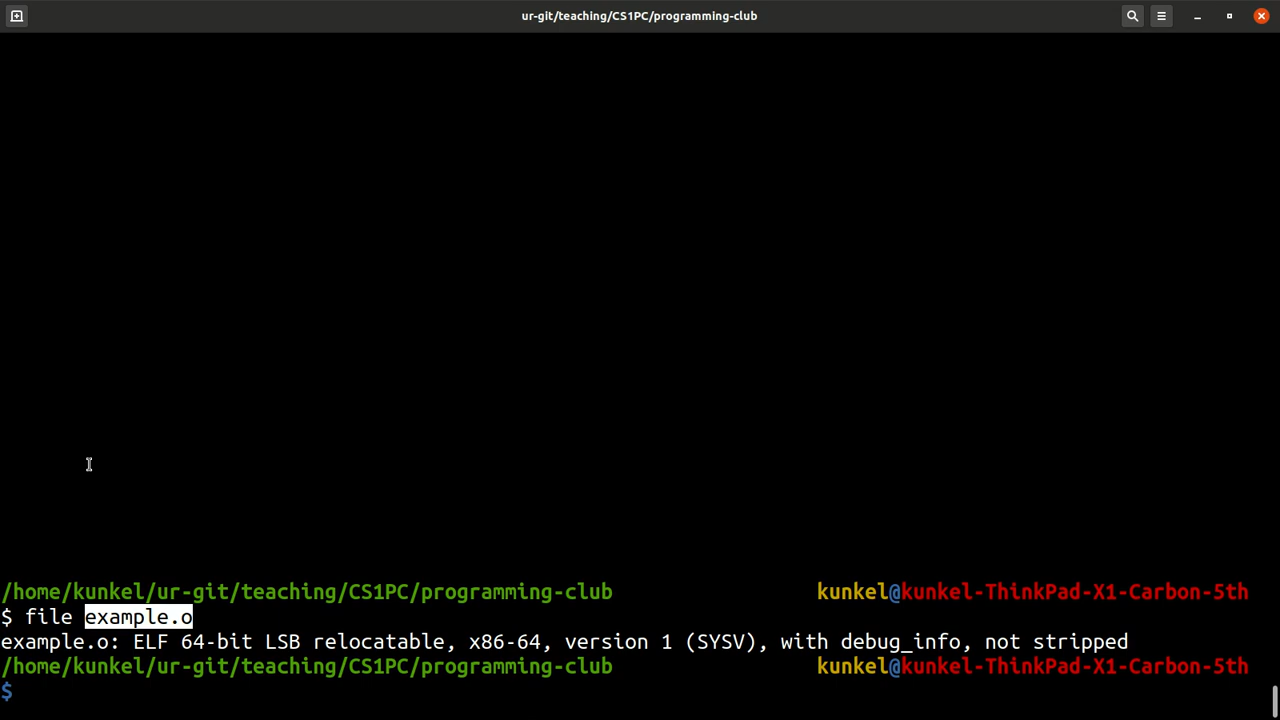 ur-git/teaching/CS1PC/programming-club
/home/kunkel/ur-git/teaching/CS1PC/programming-club kunkel@kunkel-ThinkPad-X1-Carbon-5th
$ file example.o
example.o: ELF 64-bit LSB relocatable, x86-64, version 1 (SYSV), with debug_info, not stripped
/home/kunkel/ur-git/teaching/CS1PC/programming-club kunkel@kunkel-ThinkPad-X1-Carbon-5th
$